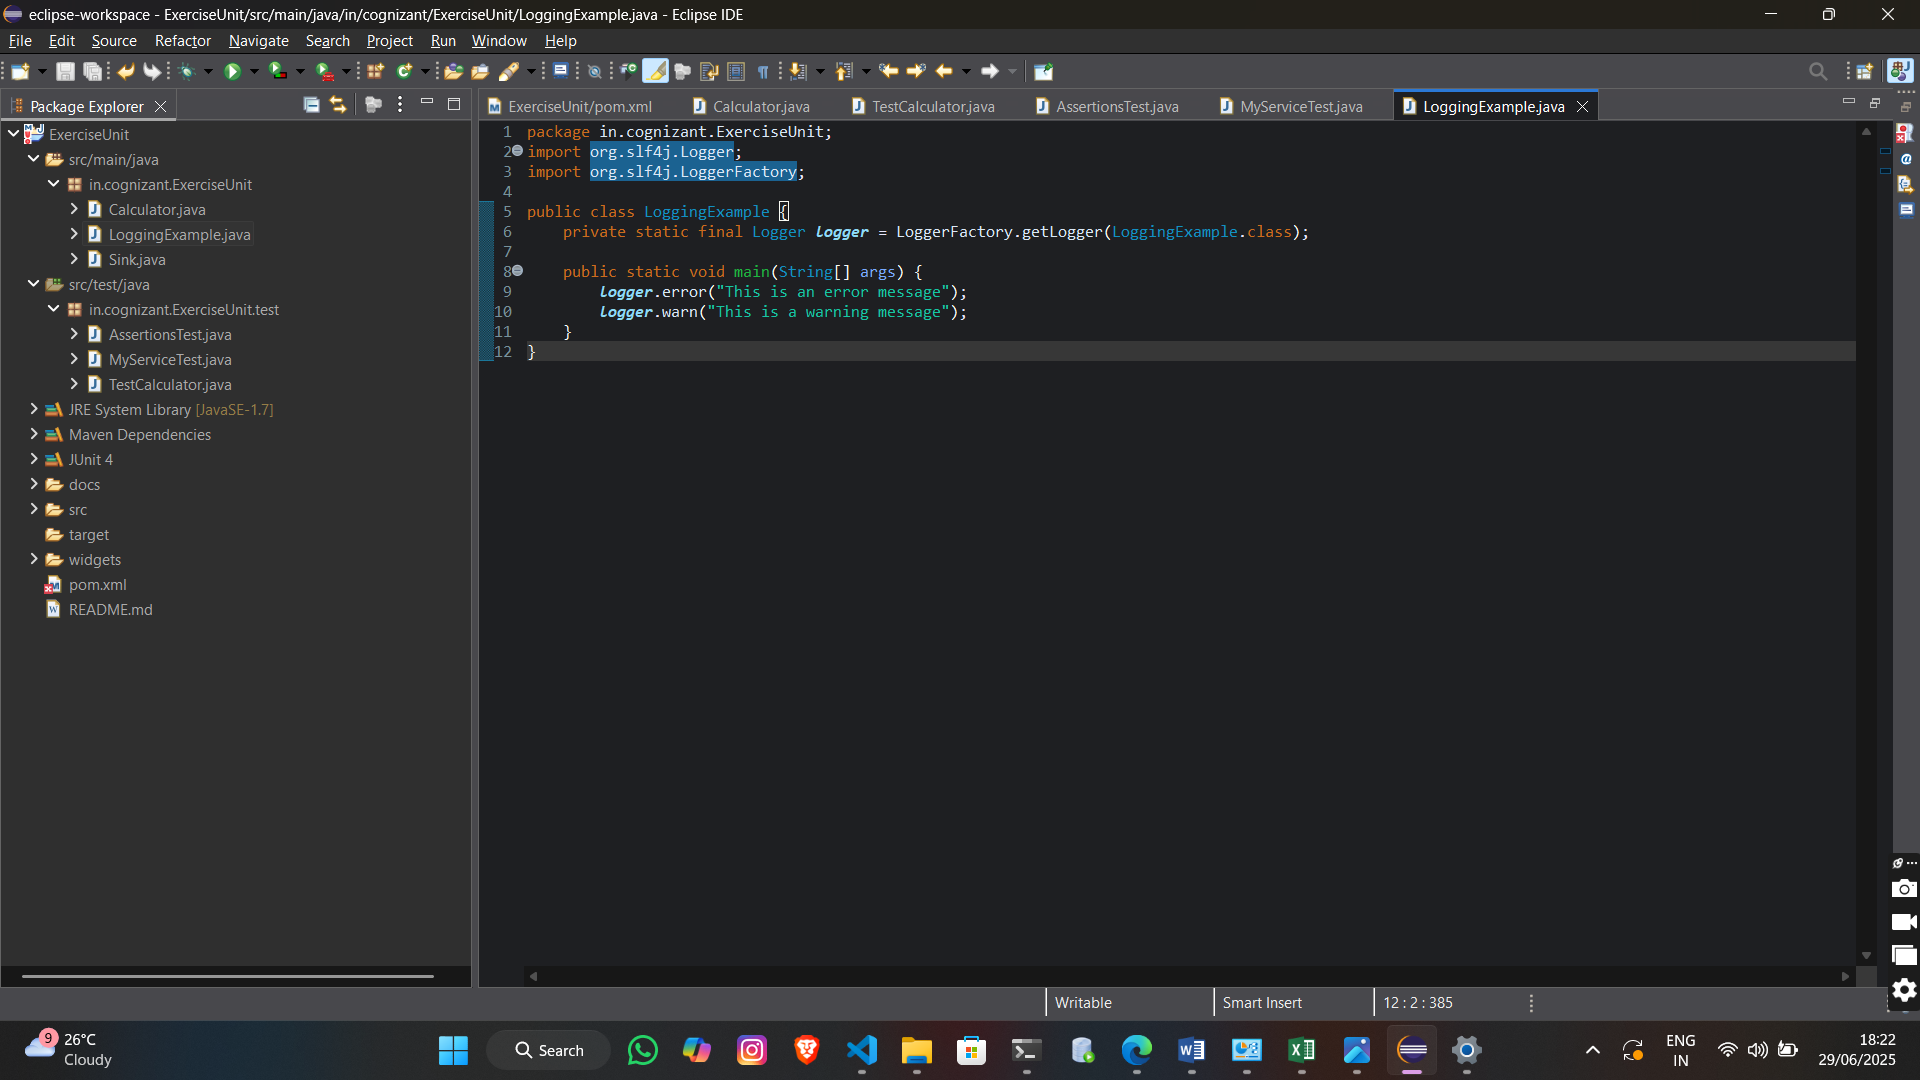 eclipse-workspace - ExerciseUnit/src/main/java/in/cognizant/ExerciseUnit/LoggingExample.java - Eclipse IDE
File Edit Source Refactor Navigate Search Project Run Window Help
Package Explorer
ExerciseUnit
src/main/java
in.cognizant.ExerciseUnit
Calculator.java
LoggingExample.java
Sink.java
src/test/java
in.cognizant.ExerciseUnit.test
AssertionsTest.java
MyServiceTest.java
TestCalculator.java
JRE System Library [JavaSE-1.7]
Maven Dependencies
JUnit 4
docs
src
target
widgets
pom.xml
README.md
ExerciseUnit/pom.xml Calculator.java TestCalculator.java AssertionsTest.java MyServiceTest.java LoggingExample.java
1 package in.cognizant.ExerciseUnit;
2 import org.slf4j.Logger;
3 import org.slf4j.LoggerFactory;
4
5 public class LoggingExample {
6 private static final Logger logger = LoggerFactory.getLogger(LoggingExample.class);
7
8 public static void main(String[] args) {
9 logger.error("This is an error message");
10 logger.warn("This is a warning message");
11 }
12 }
Writable Smart Insert 12 : 2 : 385
9 26°C
Cloudy
Search
ENG
IN
18:22
29/06/2025